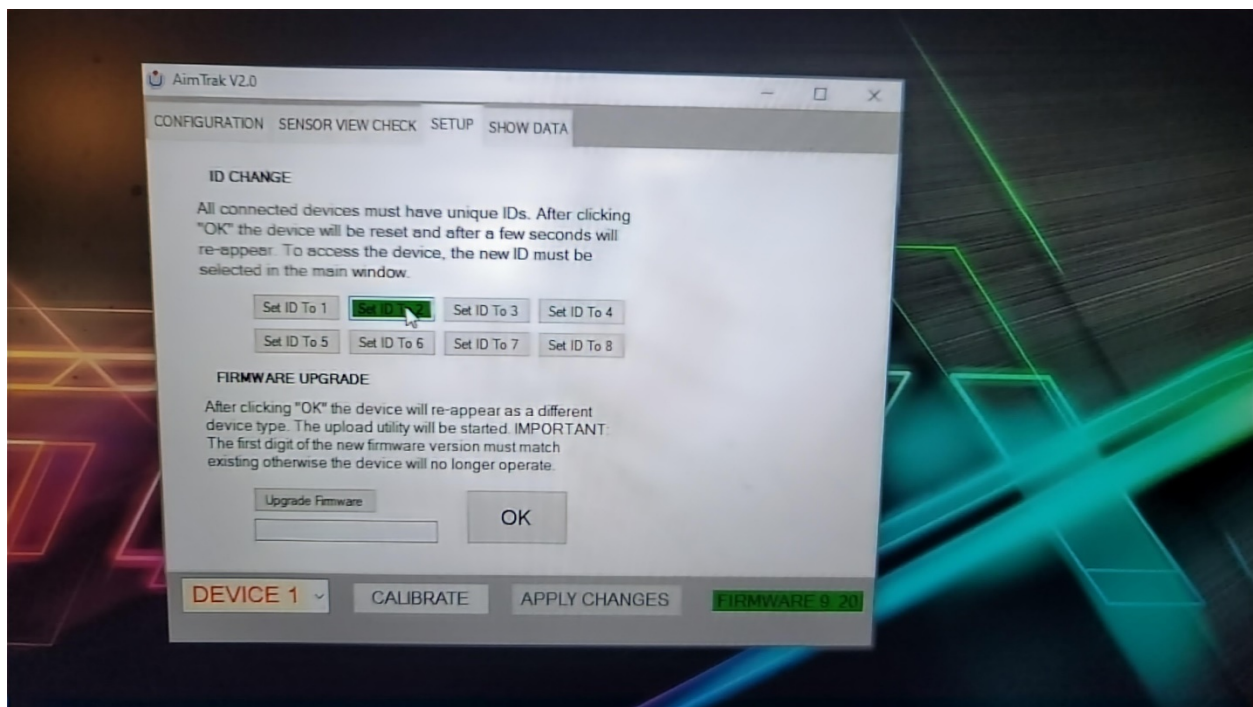 AimTrak V2.0
CONFIGURATION SENSOR VIEW CHECK SETUP SHOW DATA
ID CHANGE
All connected devices must have unique IDs. After clicking
"OK" the device will be reset and after a few seconds will
re-appear. To access the device, the new ID must be
selected in the main window.
Set ID To 1 Set ID To 2 Set ID To 3 Set ID To 4
Set ID To 5 Set ID To 6 Set ID To 7 Set ID To 8
FIRMWARE UPGRADE
After clicking "OK" the device will re-appear as a different
device type. The upload utility will be started. IMPORTANT:
The first digit of the new firmware version must match
existing otherwise the device will no longer operate.
Upgrade Firmware
OK
DEVICE 1 CALIBRATE APPLY CHANGES FIRMWARE 9. 20